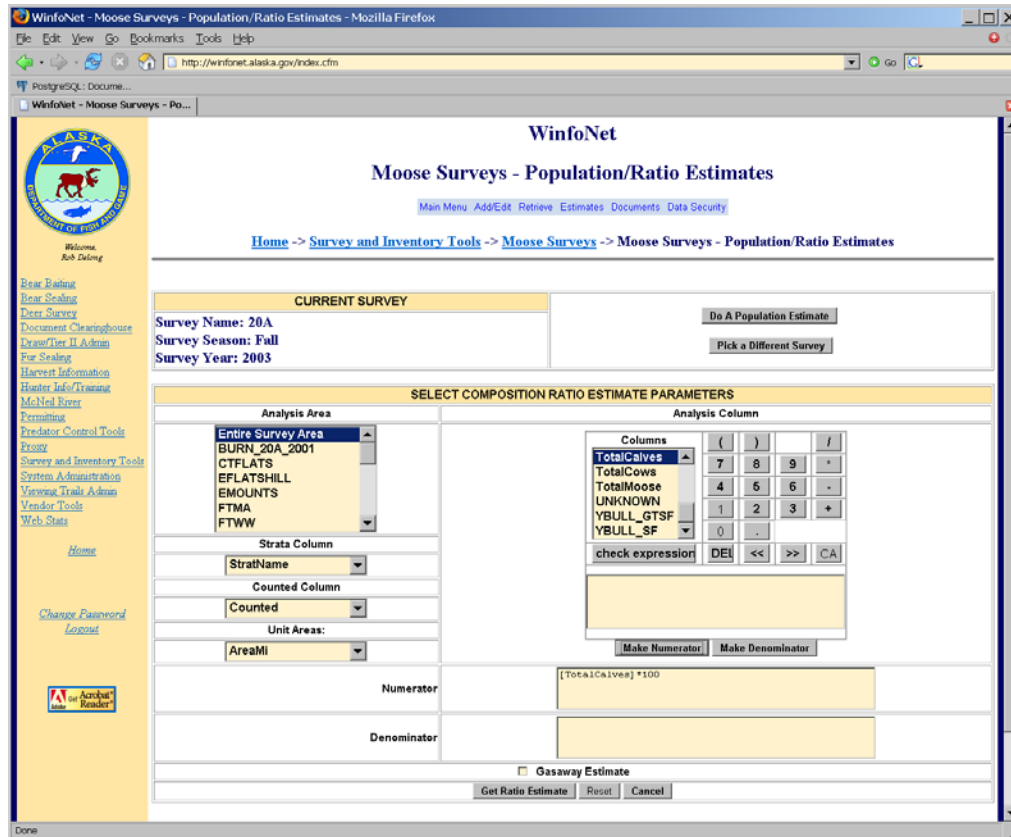 WinfoNet - Moose Surveys - Population/Ratio Estimates - Mozilla Firefox
File Edit View Go Bookmarks Tools Help
http://winfonet.alaska.gov/index.cfm
Go
PostgreSQL: Docume...
WinfoNet - Moose Surveys - Po...
ALASKA
DEPARTMENT OF FISH AND GAME
Welcome,
Rob Delong
Bear Baiting
Bear Sealing
Deer Survey
Document Clearinghouse
Draw/Tier II Admin
Fur Sealing
Harvest Information
Hunter Info/Training
McNeil River
Permitting
Predator Control Tools
Proxy
Survey and Inventory Tools
System Administration
Viewing Trails Admin
Vendor Tools
Web Stats
Home
Change Password
Logout
Get Acrobat®
Adobe Reader®
WinfoNet
Moose Surveys - Population/Ratio Estimates
Main Menu Add/Edit Retrieve Estimates Documents Data Security
Home -> Survey and Inventory Tools -> Moose Surveys -> Moose Surveys - Population/Ratio Estimates
CURRENT SURVEY
Survey Name: 20A
Survey Season: Fall
Survey Year: 2003
Do A Population Estimate
Pick a Different Survey
SELECT COMPOSITION RATIO ESTIMATE PARAMETERS
Analysis Area
Entire Survey Area
BURN_20A_2001
CTFLATS
EFLATSHILL
EMOUNTS
FTMA
FTWW
Strata Column
StratName
Counted Column
Counted
Unit Areas:
AreaMi
Analysis Column
Columns
TotalCalves
TotalCows
TotalMoose
UNKNOWN
YBULL_GTSF
YBULL_SF
( ) /
7 8 9 *
4 5 6 -
1 2 3 +
0 .
check expression DEL << >> CA
Make Numerator Make Denominator
Numerator
[TotalCalves]*100
Denominator
Gasaway Estimate
Get Ratio Estimate Reset Cancel
Done